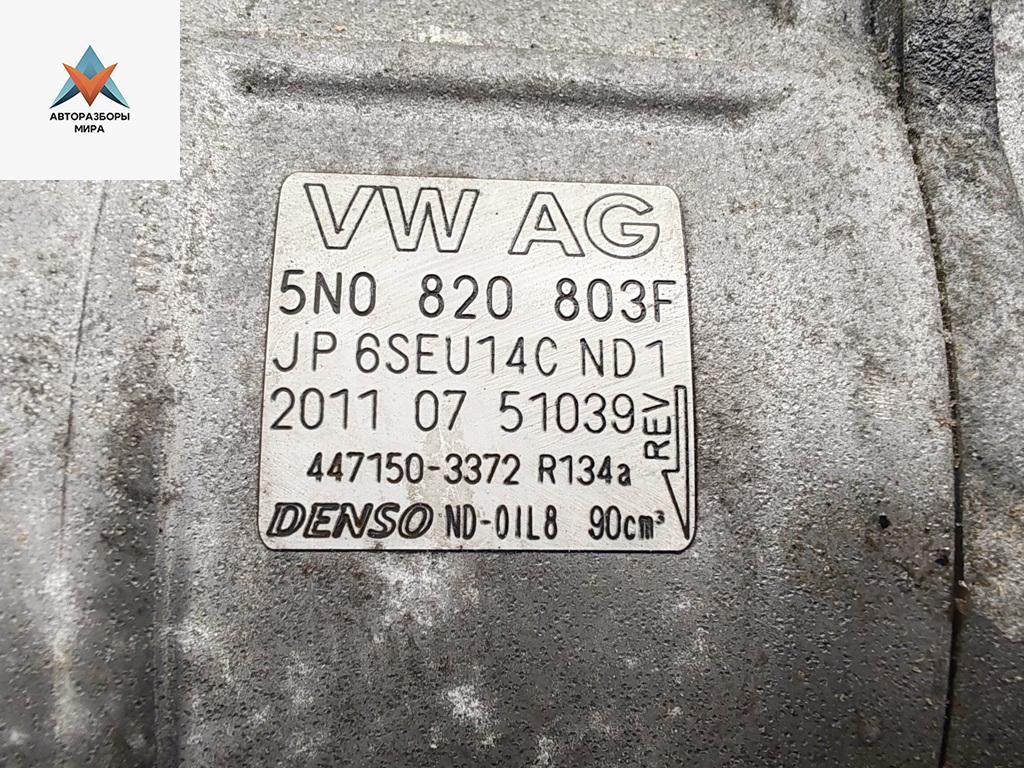 АВТОРАЗБОРЫ
МИРА
VW AG
5N0 820 803F
JP 6SEU14C ND1
2011 07 51039
REV
447150-3372 R134a
DENSO ND-OIL8 90cm³